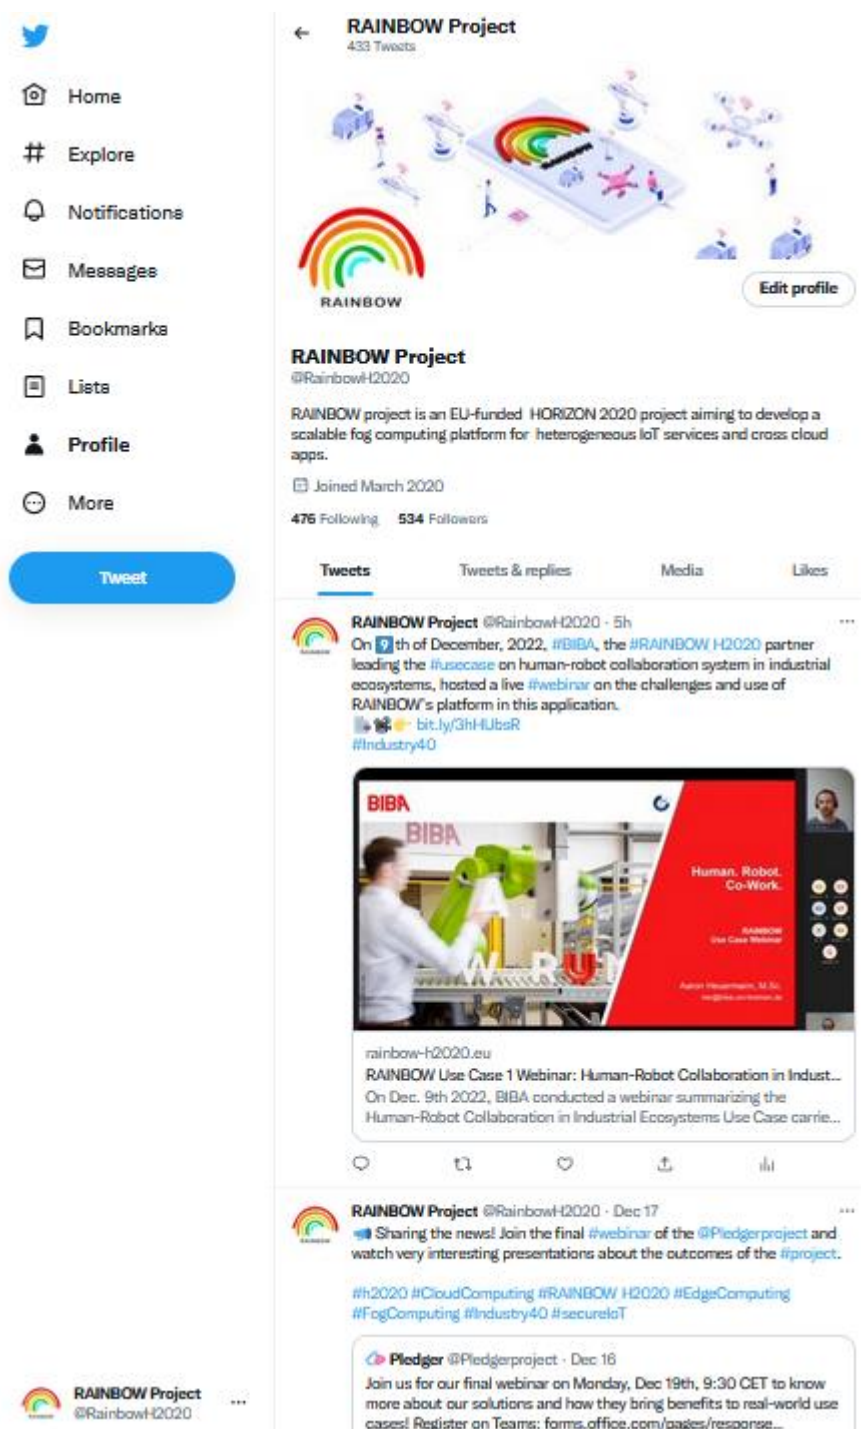 RAINBOW Project
433 Tweets
Home
Explore
Notifications
Messages
Bookmarks
Lists
Profile
More
Tweet
RAINBOW
Edit profile
RAINBOW Project
@RainbowH2020
RAINBOW project is an EU-funded HORIZON 2020 project aiming to develop a
scalable fog computing platform for heterogeneous IoT services and cross cloud
apps.
Joined March 2020
476 Following 534 Followers
Tweets Tweets & replies Media Likes
RAINBOW Project @RainbowH2020 · 5h
On 9 th of December, 2022, #BIBA, the #RAINBOW_H2020 partner
leading the #usecase on human-robot collaboration system in industrial
ecosystems, hosted a live #webinar on the challenges and use of
RAINBOW's platform in this application.
bit.ly/3hHUbsR
#Industry40
BIBA
BIBA
Human. Robot.
Co-Work.
RAINBOW
Use Case Webinar
rainbow-h2020.eu
RAINBOW Use Case 1 Webinar: Human-Robot Collaboration in Indust...
On Dec. 9th 2022, BIBA conducted a webinar summarizing the
Human-Robot Collaboration in Industrial Ecosystems Use Case carrie...
RAINBOW Project @RainbowH2020 · Dec 17
Sharing the news! Join the final #webinar of the @Pledgerproject and
watch very interesting presentations about the outcomes of the #project.
#h2020 #CloudComputing #RAINBOW_H2020 #EdgeComputing
#FogComputing #Industry40 #secureIoT
Pledger @Pledgerproject · Dec 16
Join us for our final webinar on Monday, Dec 19th, 9:30 CET to know
more about our solutions and how they bring benefits to real-world use
cases! Register on Teams: forms.office.com/pages/response...
RAINBOW Project
@RainbowH2020